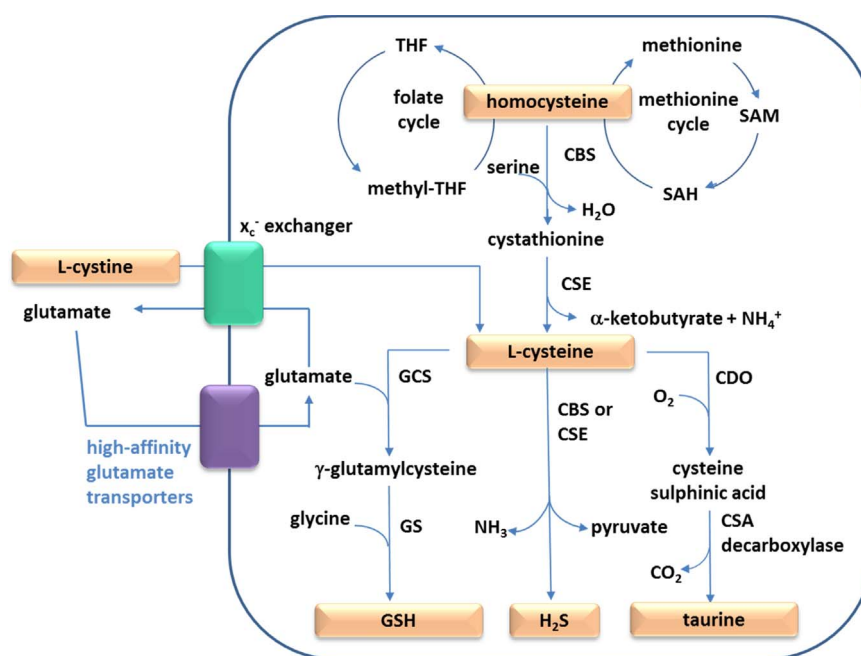 THF
methionine
folate
cycle
homocysteine
methionine
cycle
SAM
methyl-THF
serine
CBS
SAH
H₂O
cystathionine
x꜀⁻ exchanger
L-cystine
CSE
glutamate
α-ketobutyrate + NH₄⁺
L-cysteine
glutamate
GCS
CDO
O₂
CBS or
CSE
high-affinity
glutamate
transporters
γ-glutamylcysteine
cysteine
sulphinic acid
glycine
GS
NH₃
pyruvate
CSA
decarboxylase
CO₂
GSH
H₂S
taurine